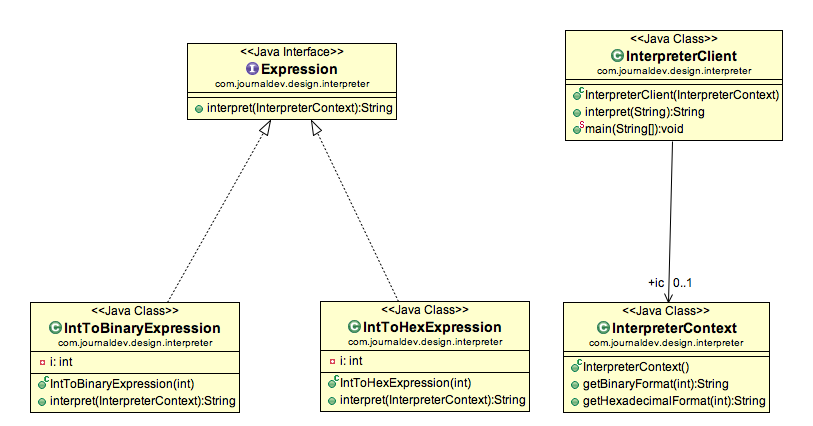 <<Java Interface>>
Expression
com.journaldev.design.interpreter
interpret(InterpreterContext):String
<<Java Class>>
InterpreterClient
com.journaldev.design.interpreter
InterpreterClient(InterpreterContext)
interpret(String):String
main(String[]):void
+ic 0..1
<<Java Class>>
IntToBinaryExpression
com.journaldev.design.interpreter
i: int
IntToBinaryExpression(int)
interpret(InterpreterContext):String
<<Java Class>>
IntToHexExpression
com.journaldev.design.interpreter
i: int
IntToHexExpression(int)
interpret(InterpreterContext):String
<<Java Class>>
InterpreterContext
com.journaldev.design.interpreter
InterpreterContext()
getBinaryFormat(int):String
getHexadecimalFormat(int):String